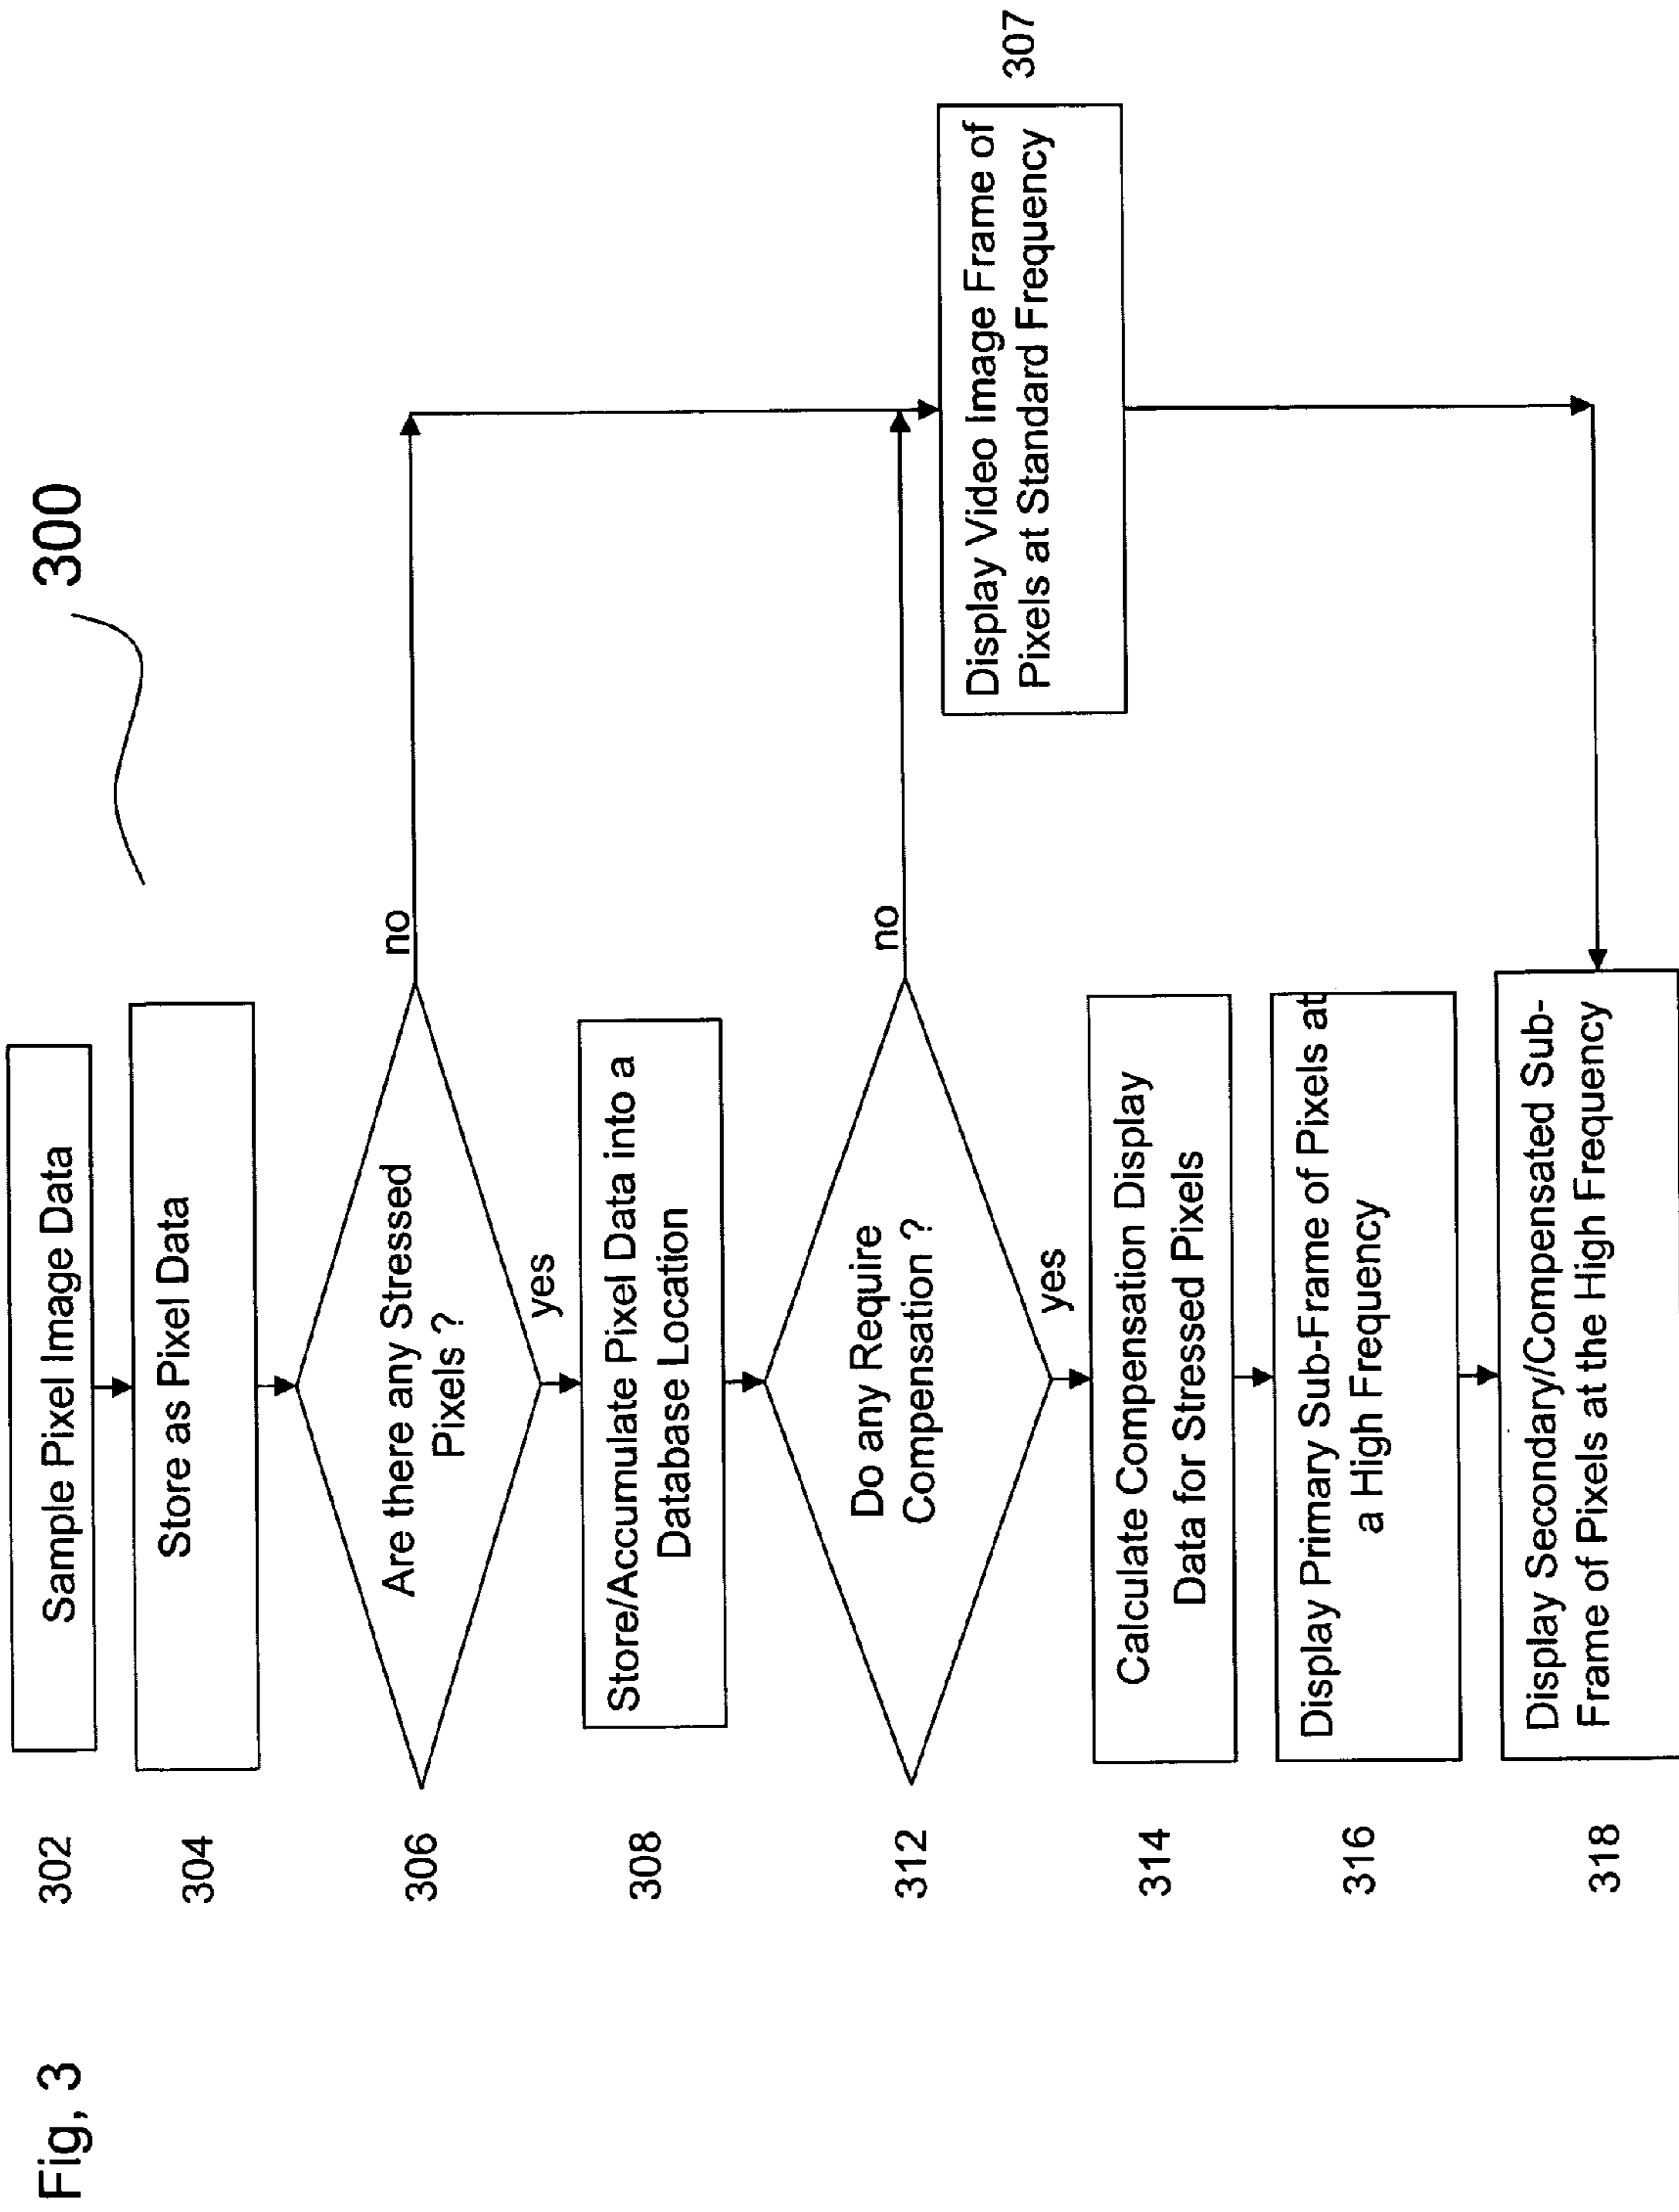 Fig, 3
300
302
Sample Pixel Image Data
304
Store as Pixel Data
306
Are there any Stressed
Pixels ?
no
yes
308
Store/Accumulate Pixel Data into a
Database Location
312
Do any Require
Compensation ?
no
yes
307
Display Video Image Frame of
Pixels at Standard Frequency
314
Calculate Compensation Display
Data for Stressed Pixels
316
Display Primary Sub-Frame of Pixels at
a High Frequency
318
Display Secondary/Compensated Sub-
Frame of Pixels at the High Frequency